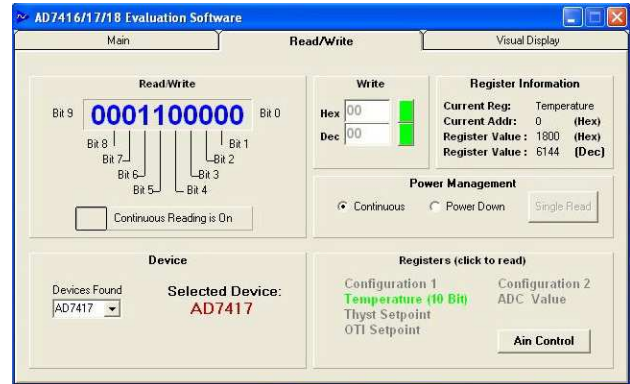 AD7416/17/18 Evaluation Software
Main Read/Write Visual Display
Read/Write
Bit 9 0001100000 Bit 0
Bit 8 Bit 1
Bit 7 Bit 2
Bit 6 Bit 3
Bit 5 Bit 4
Continuous Reading is On
Write
Hex 00
Dec 00
Register Information
Current Reg: Temperature
Current Addr: 0 (Hex)
Register Value : 1800 (Hex)
Register Value : 6144 (Dec)
Power Management
Continuous Power Down Single Read
Device
Devices Found Selected Device:
AD7417 AD7417
Registers (click to read)
Configuration 1 Configuration 2
Temperature (10 Bit) ADC Value
Thyst Setpoint
OTI Setpoint
Ain Control